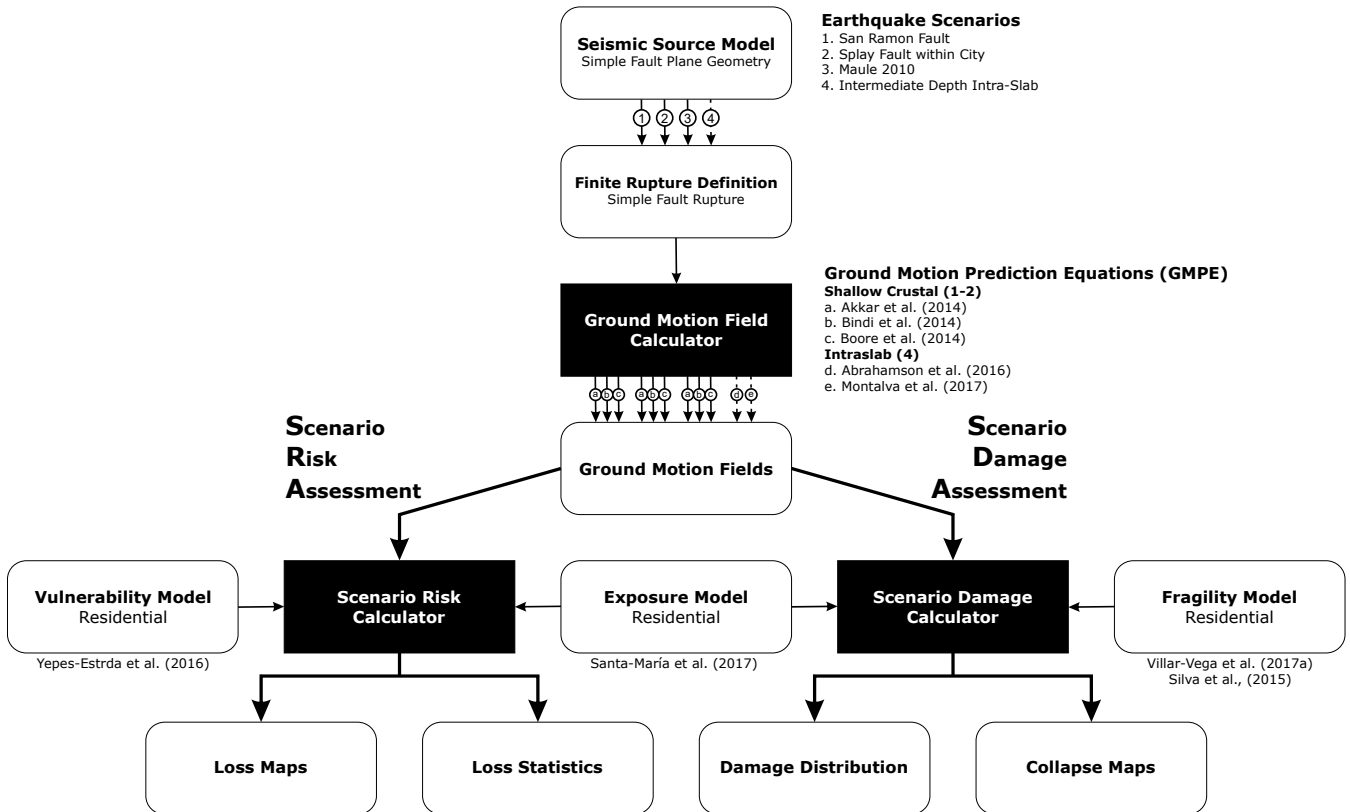 Seismic Source Model
Simple Fault Plane Geometry
Earthquake Scenarios
1. San Ramon Fault
2. Splay Fault within City
3. Maule 2010
4. Intermediate Depth Intra-Slab
1 2 3 4
Finite Rupture Definition
Simple Fault Rupture
Ground Motion Field
Calculator
Ground Motion Prediction Equations (GMPE)
Shallow Crustal (1-2)
a. Akkar et al. (2014)
b. Bindi et al. (2014)
c. Boore et al. (2014)
Intraslab (4)
d. Abrahamson et al. (2016)
e. Montalva et al. (2017)
a b c a b c a b c d e
Scenario
Risk
Assessment
Ground Motion Fields
Scenario
Damage
Assessment
Vulnerability Model
Residential
Yepes-Estrda et al. (2016)
Scenario Risk
Calculator
Exposure Model
Residential
Santa-María et al. (2017)
Scenario Damage
Calculator
Fragility Model
Residential
Villar-Vega et al. (2017a)
Silva et al., (2015)
Loss Maps
Loss Statistics
Damage Distribution
Collapse Maps